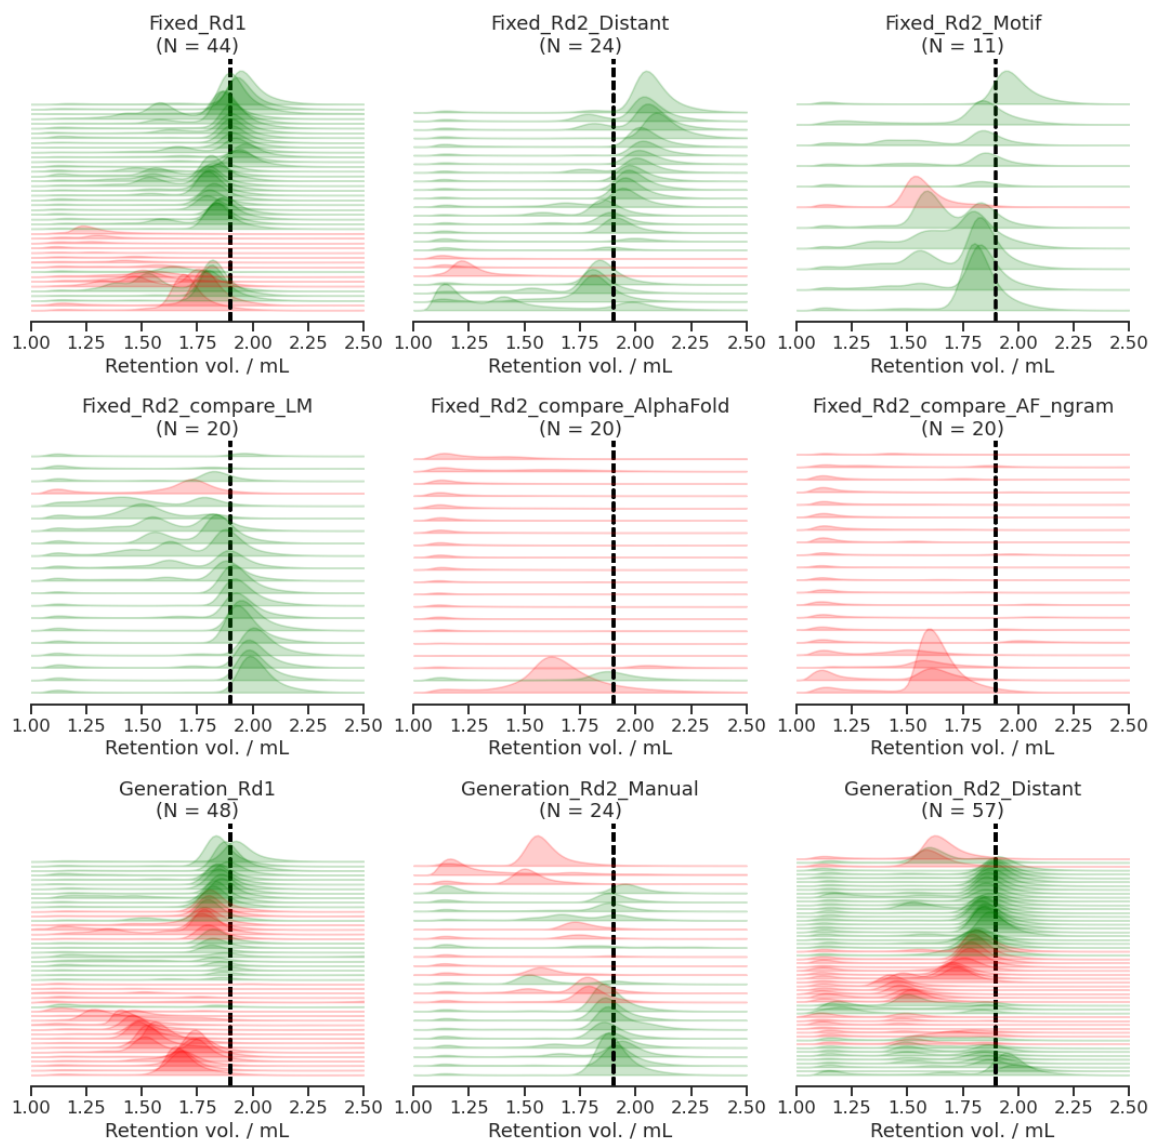 Fixed_Rd1
(N = 44)
Fixed_Rd2_Distant
(N = 24)
Fixed_Rd2_Motif
(N = 11)
1.00 1.25 1.50 1.75 2.00 2.25 2.50
Retention vol. / mL
1.00 1.25 1.50 1.75 2.00 2.25 2.50
Retention vol. / mL
1.00 1.25 1.50 1.75 2.00 2.25 2.50
Retention vol. / mL
Fixed_Rd2_compare_LM
(N = 20)
Fixed_Rd2_compare_AlphaFold
(N = 20)
Fixed_Rd2_compare_AF_ngram
(N = 20)
1.00 1.25 1.50 1.75 2.00 2.25 2.50
Retention vol. / mL
1.00 1.25 1.50 1.75 2.00 2.25 2.50
Retention vol. / mL
1.00 1.25 1.50 1.75 2.00 2.25 2.50
Retention vol. / mL
Generation_Rd1
(N = 48)
Generation_Rd2_Manual
(N = 24)
Generation_Rd2_Distant
(N = 57)
1.00 1.25 1.50 1.75 2.00 2.25 2.50
Retention vol. / mL
1.00 1.25 1.50 1.75 2.00 2.25 2.50
Retention vol. / mL
1.00 1.25 1.50 1.75 2.00 2.25 2.50
Retention vol. / mL